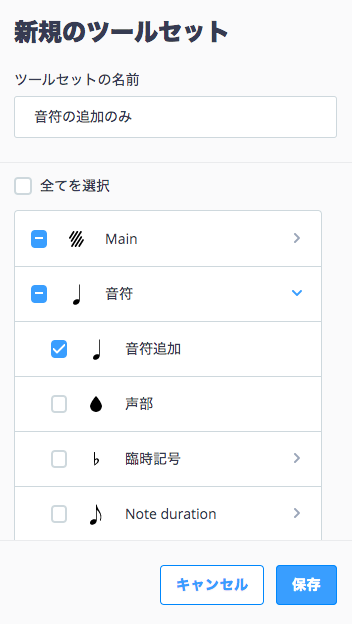 新規のツールセット
ツールセットの名前
音符の追加のみ
全てを選択
Main
音符
音符追加
声部
臨時記号
Note duration
キャンセル
保存